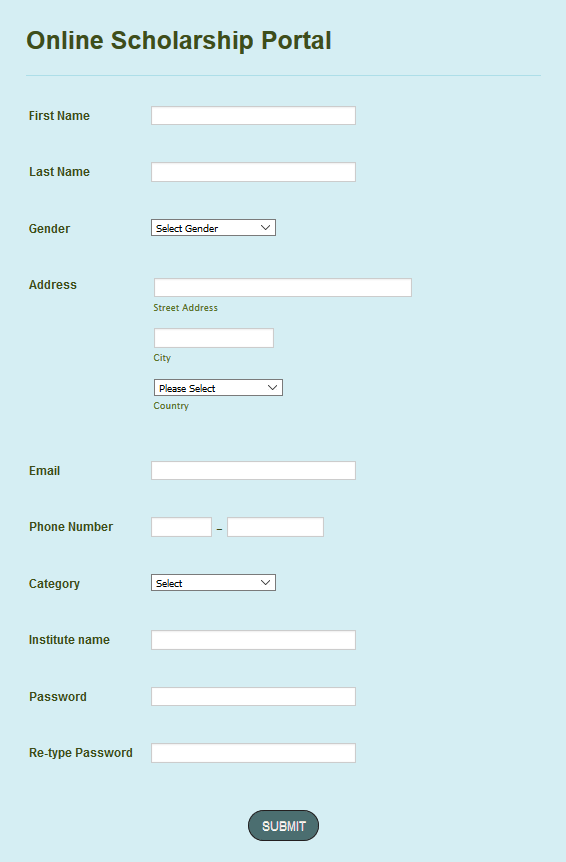 Online Scholarship Portal
First Name
Last Name
Gender Select Gender
Address
Street Address
City
Please Select
Country
Email
Phone Number –
Category Select
Institute name
Password
Re-type Password
SUBMIT